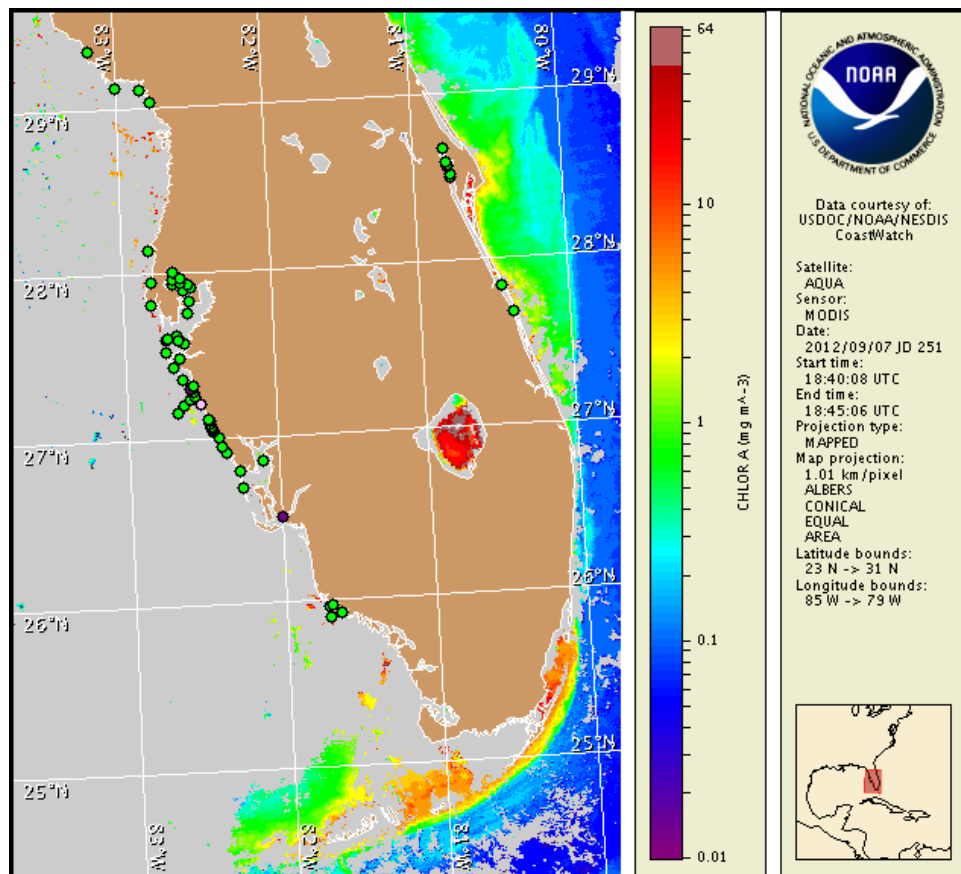 83°W
82°W
81°W
80°W
29°N
29°N
28°N
28°N
27°N
27°N
26°N
26°N
25°N
25°N
83°W
82°W
81°W
64
10
1
0.1
0.01
CHLOR A (mg m^-3)
NATIONAL OCEANIC AND ATMOSPHERIC ADMINISTRATION
NOAA
U.S. DEPARTMENT OF COMMERCE
Data courtesy of:
USDOC/NOAA/NESDIS
CoastWatch
Satellite:
AQUA
Sensor:
MODIS
Date:
2012/09/07 JD 251
Start time:
18:40:08 UTC
End time:
18:45:06 UTC
Projection type:
MAPPED
Map projection:
1.01 km/pixel
ALBERS
CONICAL
EQUAL
AREA
Latitude bounds:
23 N -> 31 N
Longitude bounds:
85 W -> 79 W